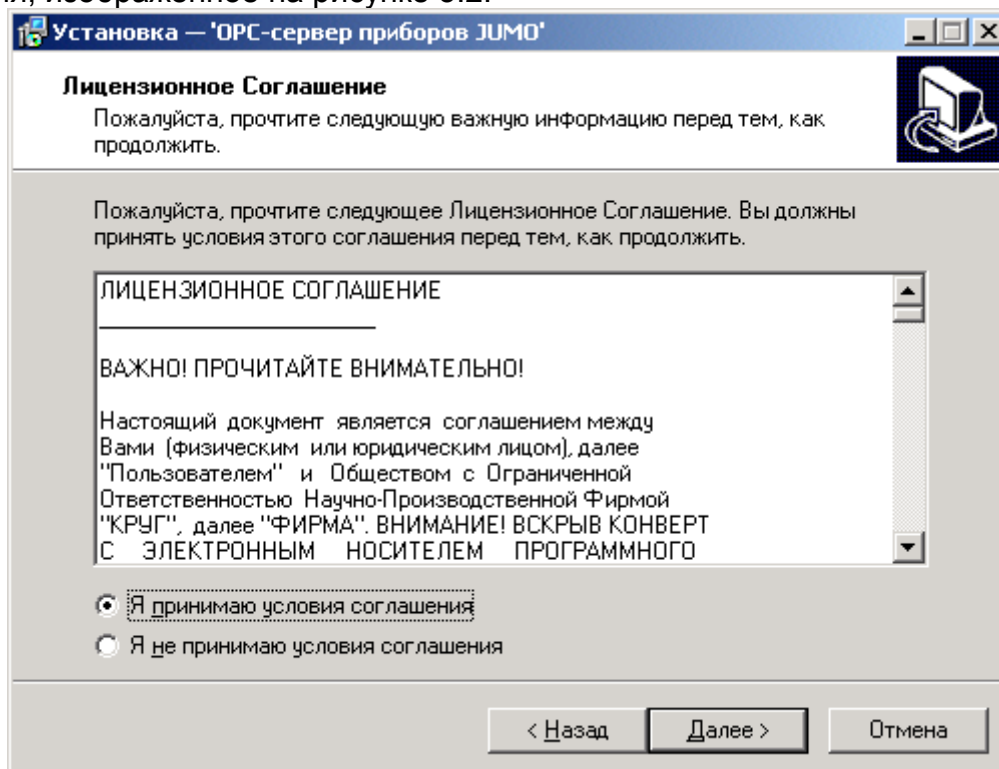 изображенное на рисунке
Установка — 'OPC-сервер приборов JUMO'
Лицензионное Соглашение
Пожалуйста, прочтите следующую важную информацию перед тем, как
продолжить.
Пожалуйста, прочтите следующее Лицензионное Соглашение. Вы должны
принять условия этого соглашения перед тем, как продолжить.
ЛИЦЕНЗИОННОЕ СОГЛАШЕНИЕ
ВАЖНО! ПРОЧИТАЙТЕ ВНИМАТЕЛЬНО!
Настоящий документ является соглашением между
Вами (физическим или юридическим лицом), далее
"Пользователем" и Обществом с Ограниченной
Ответственностью Научно-Производственной Фирмой
"КРУГ", далее "ФИРМА". ВНИМАНИЕ! ВСКРЫВ КОНВЕРТ
С ЭЛЕКТРОННЫМ НОСИТЕЛЕМ ПРОГРАММНОГО
Я принимаю условия соглашения
Я не принимаю условия соглашения
< Назад Далее > Отмена